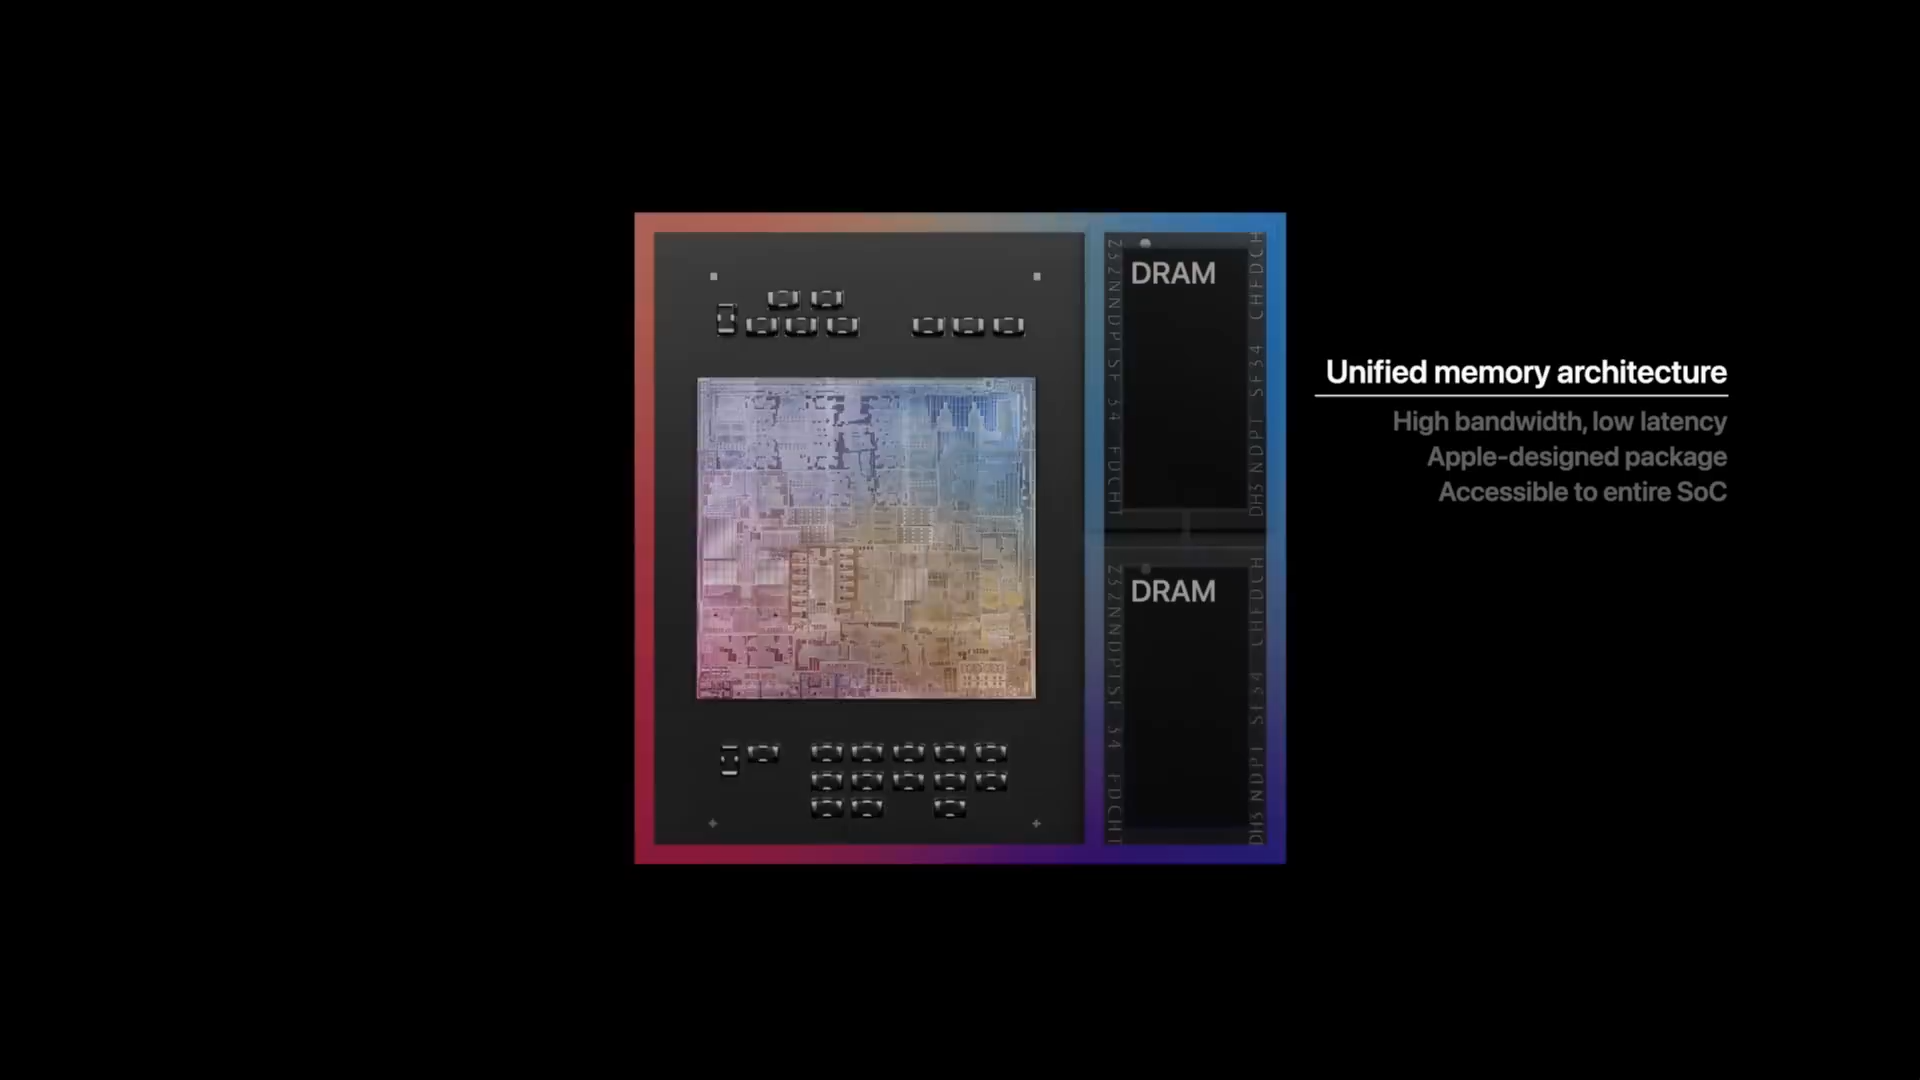 DRAM
DRAM
Unified memory architecture
High bandwidth, low latency
Apple-designed package
Accessible to entire SoC